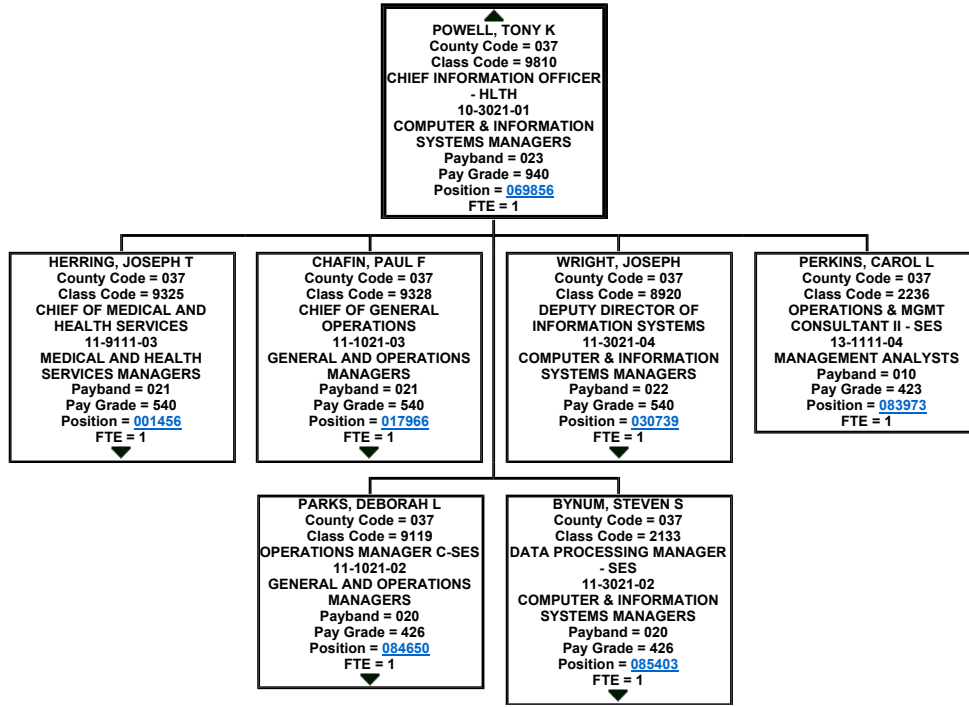 POWELL, TONY K
County Code = 037
Class Code = 9810
CHIEF INFORMATION OFFICER
- HLTH
10-3021-01
COMPUTER & INFORMATION
SYSTEMS MANAGERS
Payband = 023
Pay Grade = 940
Position = 069856
FTE = 1
HERRING, JOSEPH T
County Code = 037
Class Code = 9325
CHIEF OF MEDICAL AND
HEALTH SERVICES
11-9111-03
MEDICAL AND HEALTH
SERVICES MANAGERS
Payband = 021
Pay Grade = 540
Position = 001456
FTE = 1
CHAFIN, PAUL F
County Code = 037
Class Code = 9328
CHIEF OF GENERAL
OPERATIONS
11-1021-03
GENERAL AND OPERATIONS
MANAGERS
Payband = 021
Pay Grade = 540
Position = 017966
FTE = 1
WRIGHT, JOSEPH
County Code = 037
Class Code = 8920
DEPUTY DIRECTOR OF
INFORMATION SYSTEMS
11-3021-04
COMPUTER & INFORMATION
SYSTEMS MANAGERS
Payband = 022
Pay Grade = 540
Position = 030739
FTE = 1
PERKINS, CAROL L
County Code = 037
Class Code = 2236
OPERATIONS & MGMT
CONSULTANT II - SES
13-1111-04
MANAGEMENT ANALYSTS
Payband = 010
Pay Grade = 423
Position = 083973
FTE = 1
PARKS, DEBORAH L
County Code = 037
Class Code = 9119
OPERATIONS MANAGER C-SES
11-1021-02
GENERAL AND OPERATIONS
MANAGERS
Payband = 020
Pay Grade = 426
Position = 084650
FTE = 1
BYNUM, STEVEN S
County Code = 037
Class Code = 2133
DATA PROCESSING MANAGER
- SES
11-3021-02
COMPUTER & INFORMATION
SYSTEMS MANAGERS
Payband = 020
Pay Grade = 426
Position = 085403
FTE = 1